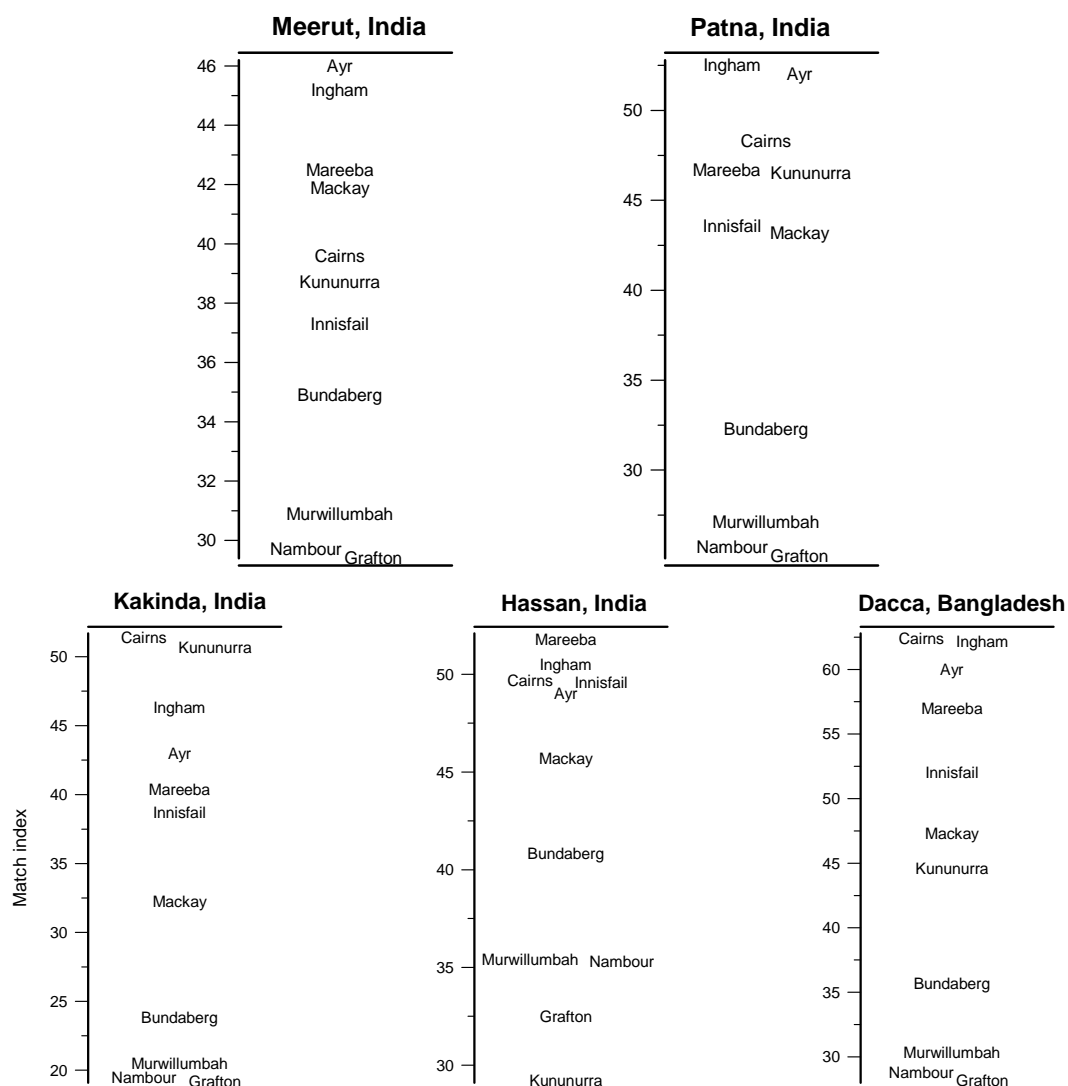 Meerut, India
46
44
42
40
38
36
34
32
30
Ayr
Ingham
Mareeba
Mackay
Cairns
Kununurra
Innisfail
Bundaberg
Murwillumbah
Nambour
Grafton
Patna, India
50
45
40
35
30
Ingham
Ayr
Cairns
Mareeba
Kununurra
Innisfail
Mackay
Bundaberg
Murwillumbah
Nambour
Grafton
Kakinda, India
Match index
50
45
40
35
30
25
20
Cairns
Kununurra
Ingham
Ayr
Mareeba
Innisfail
Mackay
Bundaberg
Murwillumbah
Nambour
Grafton
Hassan, India
50
45
40
35
30
Mareeba
Ingham
Cairns
Innisfail
Ayr
Mackay
Bundaberg
Murwillumbah
Nambour
Grafton
Kununurra
Dacca, Bangladesh
60
55
50
45
40
35
30
Cairns
Ingham
Ayr
Mareeba
Innisfail
Mackay
Kununurra
Bundaberg
Murwillumbah
Nambour
Grafton